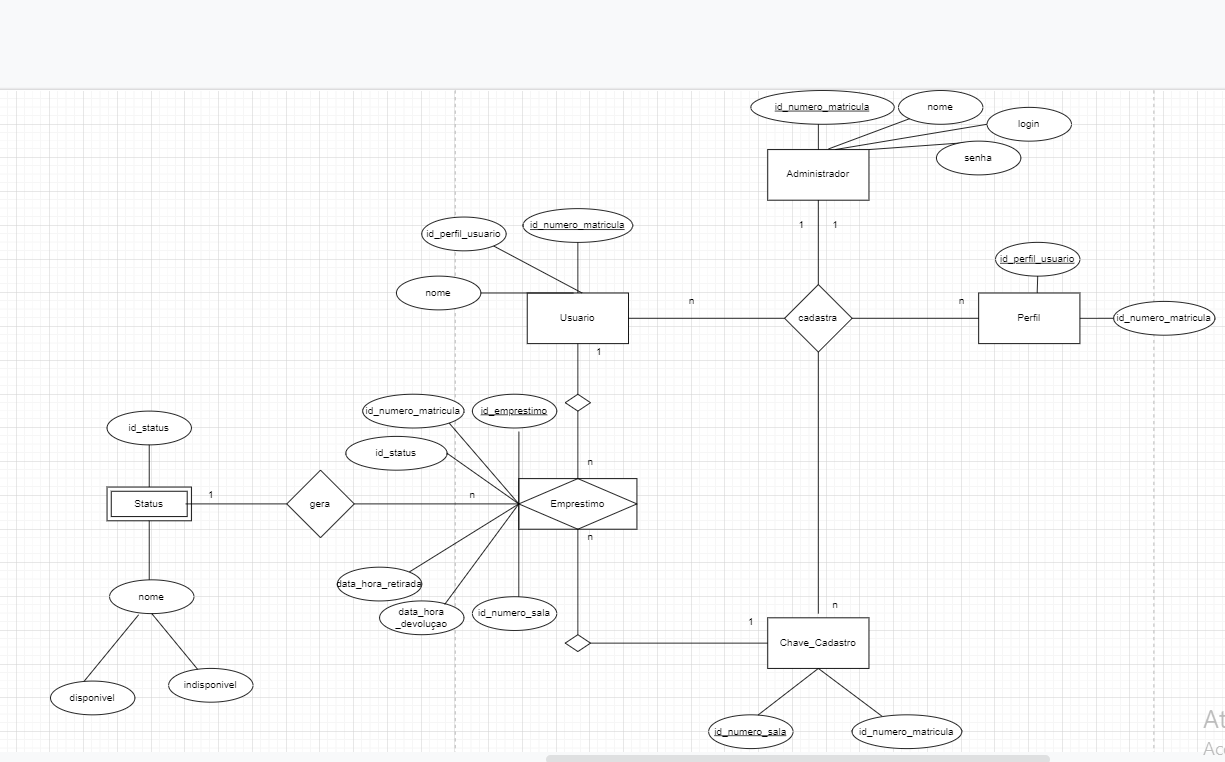 id_numero_matricula
nome
login
senha
Administrador
1
1
id_perfil_usuario
id_numero_matricula
nome
Usuario
n
cadastra
n
id_perfil_usuario
Perfil
id_numero_matricula
1
id_numero_matricula
id_emprestimo
id_status
id_status
n
Status
1
gera
n
Emprestimo
n
data_hora_retirada
data_hora
_devoluçao
id_numero_sala
nome
disponivel
indisponivel
n
1
Chave_Cadastro
id_numero_sala
id_numero_matricula